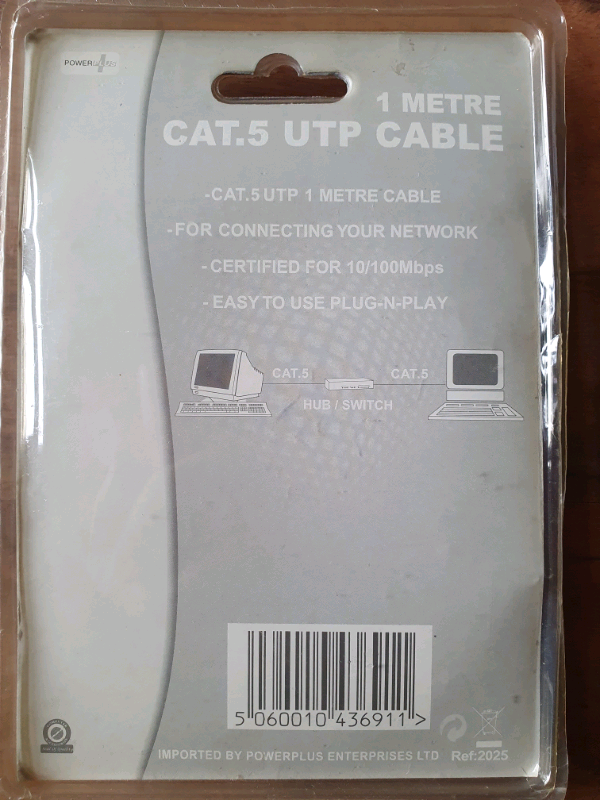 POWER
1 METRE
CAT.5 UTP CABLE
-CAT.5 UTP 1 METRE CABLE
-FOR CONNECTING YOUR NETWORK
- CERTIFIED FOR 10/100Mbps
- EASY TO USE PLUG-N-PLAY
CAT.5 CAT.5
HUB / SWITCH
5 060010 436911 >
IMPORTED BY POWERPLUS ENTERPRISES LTD Ref:2025